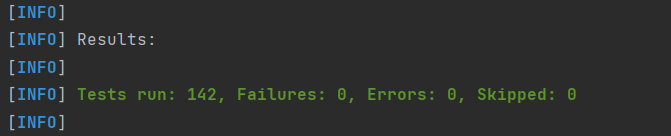 [INFO]
[INFO] Results:
[INFO]
[INFO] Tests run: 142, Failures: 0, Errors: 0, Skipped: 0
[INFO]